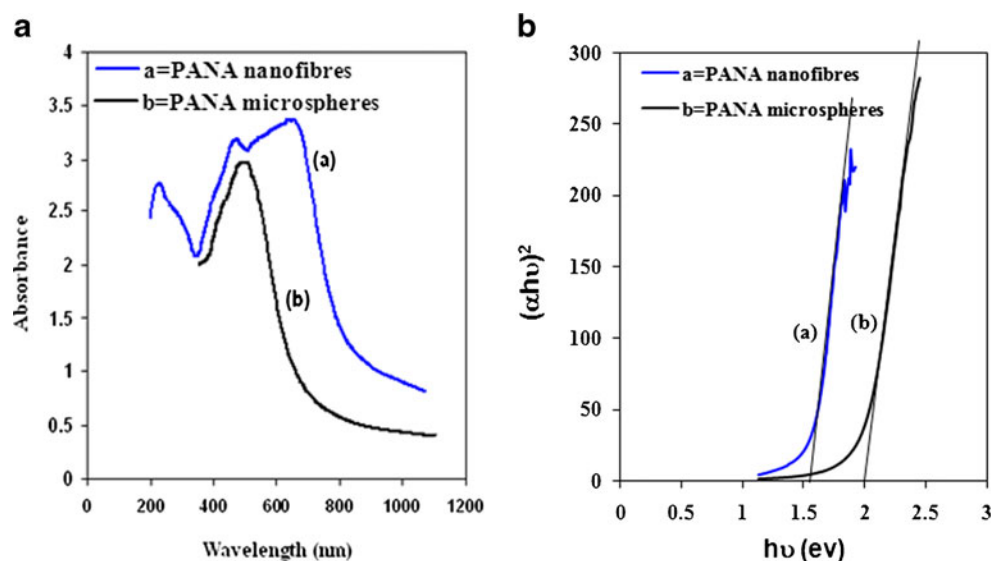 a
4
3.5
3
2.5
2
1.5
1
0.5
0
Absorbance
a=PANA nanofibres
b=PANA microspheres
(a)
(b)
0
200
400
600
800
1000
1200
Wavelength (nm)
b
300
250
200
150
100
50
0
(αhυ)²
a=PANA nanofibres
b=PANA microspheres
(a)
(b)
0
0.5
1
1.5
2
2.5
3
hυ (ev)